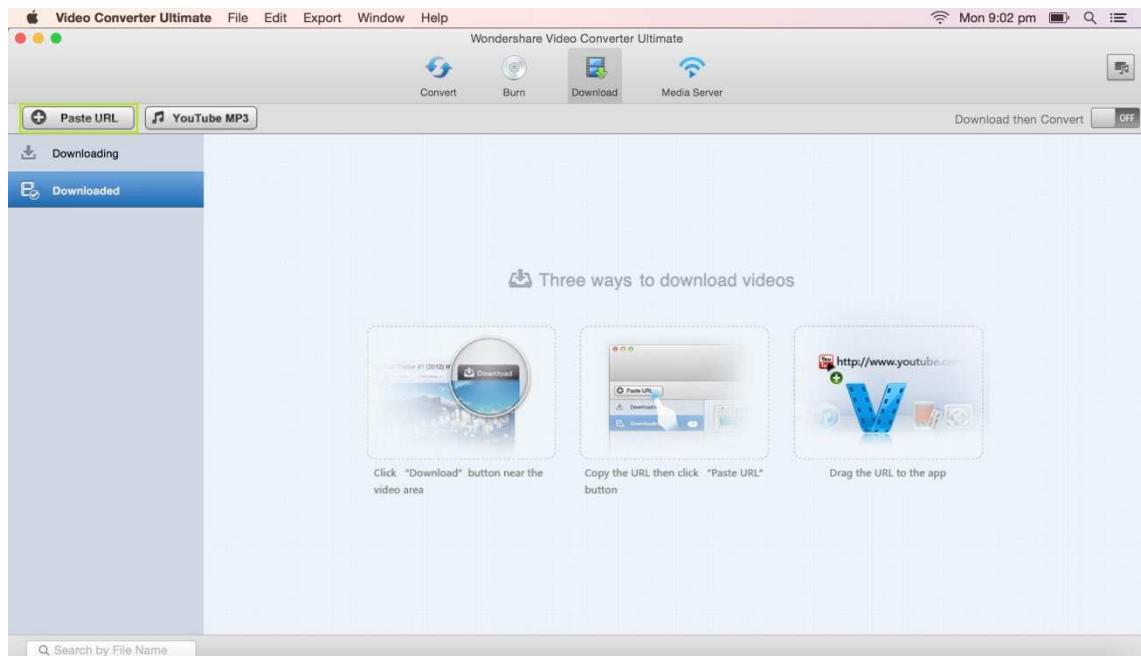 Video Converter Ultimate File Edit Export Window Help Mon 9:02 pm
Wondershare Video Converter Ultimate
Convert Burn Download Media Server
Paste URL YouTube MP3 Download then Convert OFF
Downloading
Downloaded
Three ways to download videos
Download
Paste URL
http://www.youtube.co
Click "Download" button near the
video area
Copy the URL then click "Paste URL"
button
Drag the URL to the app
Search by File Name